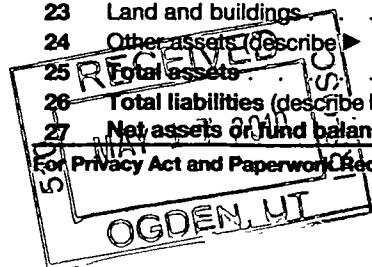 23 Land and buildings . .
24 Other assets (describe ►
25 Total assets .
26 Total liabilities (describe
27 Net assets or fund balan
For Privacy Act and Paperwork Red
RECEIVED
MAY
OGDEN, UT